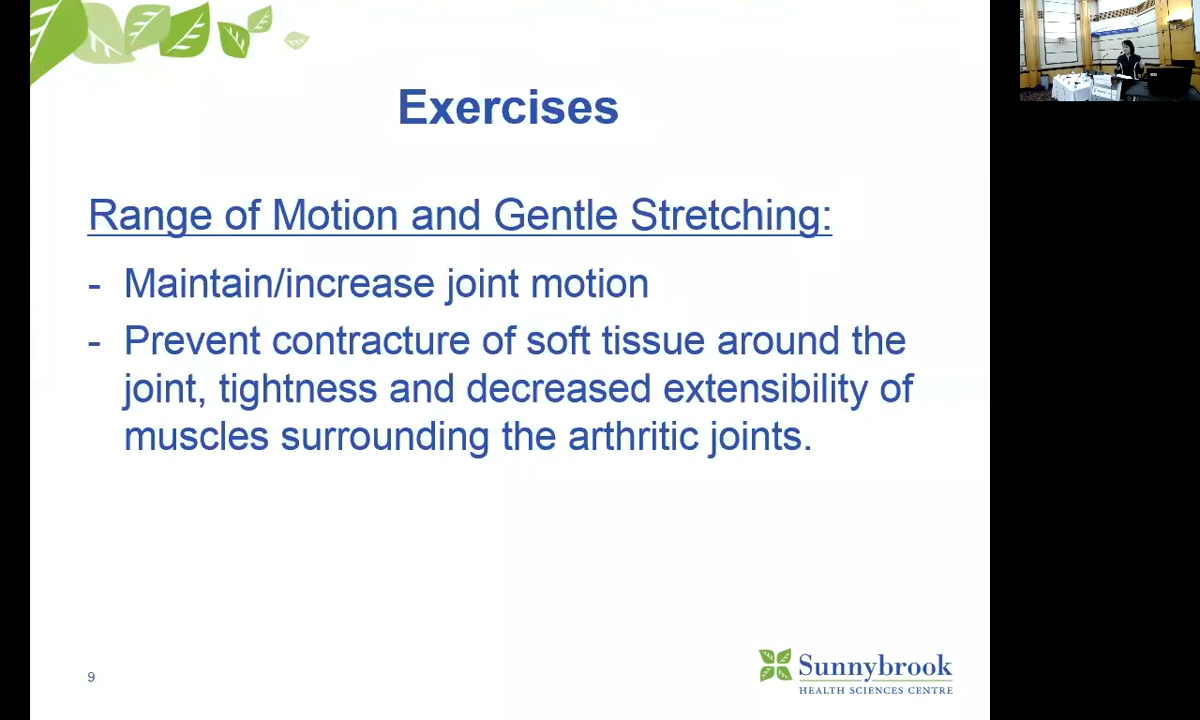 Exercises
Range of Motion and Gentle Stretching:
- Maintain/increase joint motion
- Prevent contracture of soft tissue around the
joint, tightness and decreased extensibility of
muscles surrounding the arthritic joints.
9
Sunnybrook
HEALTH SCIENCES CENTRE